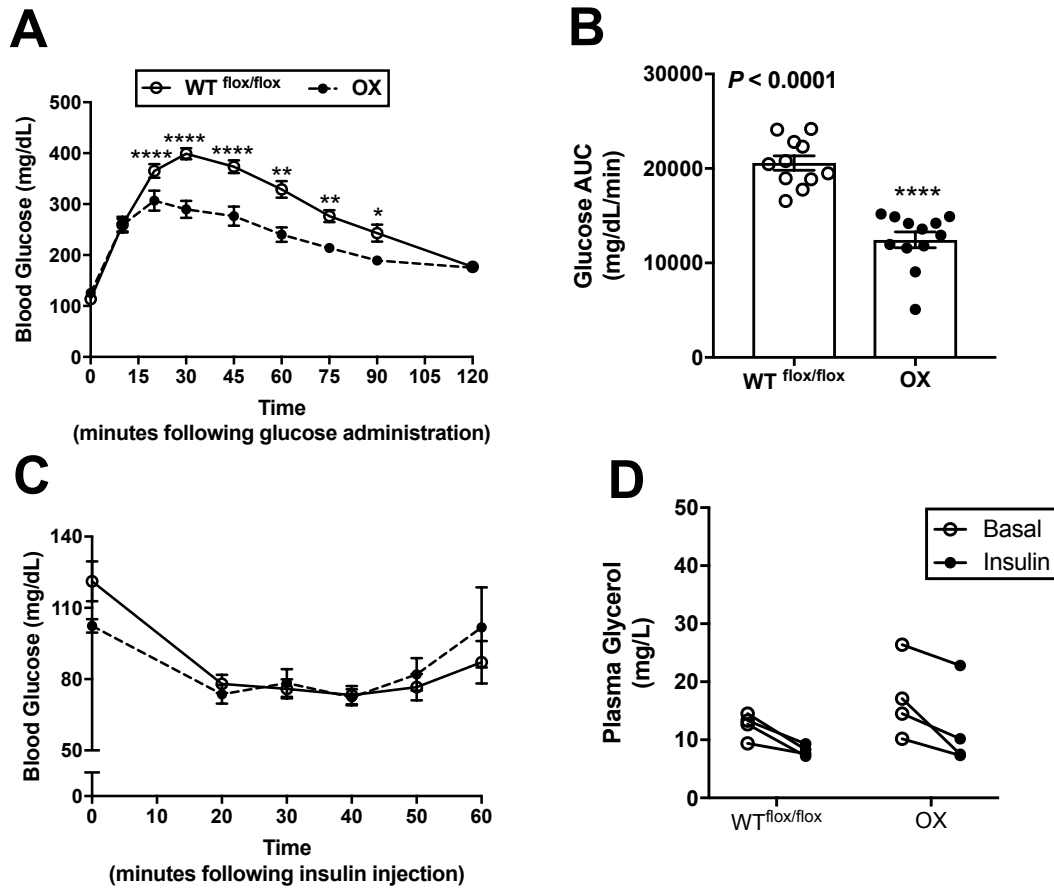 A
WT flox/flox OX
Blood Glucose (mg/dL)
500
400
300
200
100
0
**** **** **** ** ** *
0 15 30 45 60 75 90 105 120
Time
(minutes following glucose administration)
B
Glucose AUC
(mg/dL/min)
30000
20000
10000
0
P < 0.0001
****
WT flox/flox OX
C
Blood Glucose (mg/dL)
140
110
80
50
0
0 10 20 30 40 50 60
Time
(minutes following insulin injection)
D
Plasma Glycerol
(mg/L)
50
40
30
20
10
0
Basal
Insulin
WT flox/flox OX